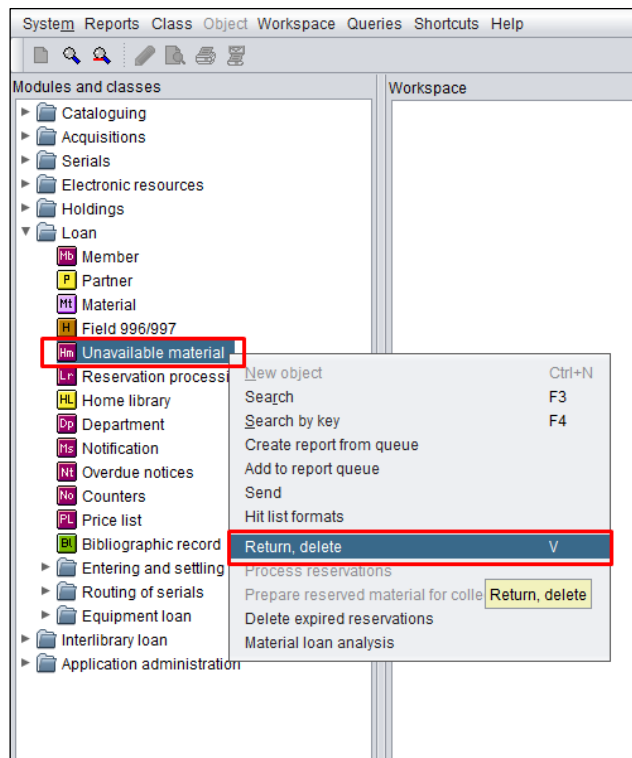 System Reports Class Object Workspace Queries Shortcuts Help
Modules and classes
Workspace
Cataloguing
Acquisitions
Serials
Electronic resources
Holdings
Loan
Mb Member
P Partner
Mt Material
H Field 996/997
Hm Unavailable material
Lr Reservation processi
HL Home library
Dp Department
Ms Notification
Nt Overdue notices
No Counters
PL Price list
Bl Bibliographic record
Entering and settling
Routing of serials
Equipment loan
Interlibrary loan
Application administration
New object Ctrl+N
Search F3
Search by key F4
Create report from queue
Add to report queue
Send
Hit list formats
Return, delete V
Process reservations
Prepare reserved material for colle
Return, delete
Delete expired reservations
Material loan analysis